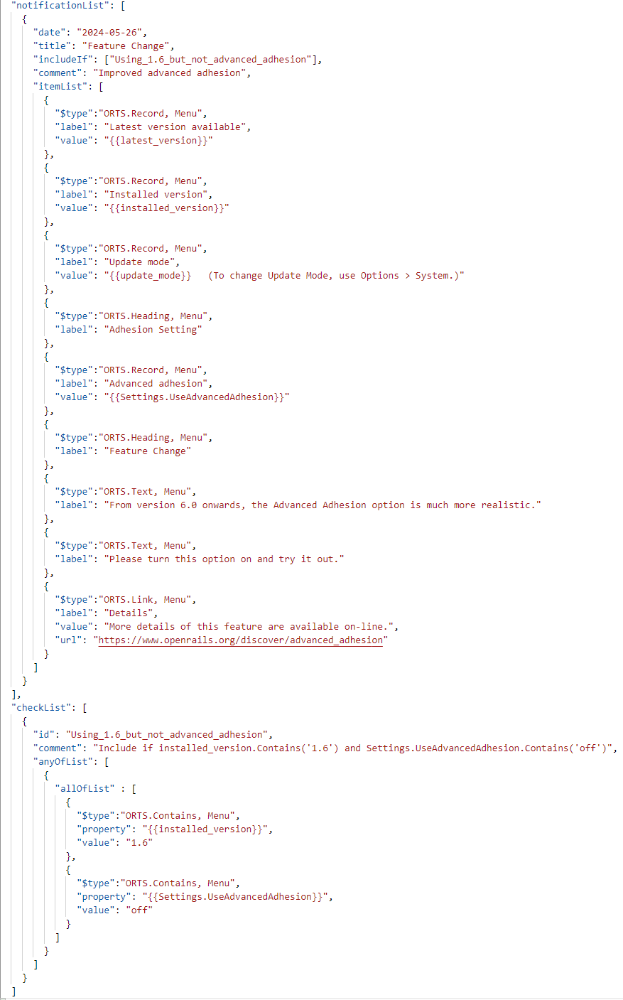 "notificationList": [
{
"date": "2024-05-26",
"title": "Feature Change",
"includeIf": ["Using_1.6_but_not_advanced_adhesion"],
"comment": "Improved advanced adhesion",
"itemList": [
{
"$type":"ORTS.Record, Menu",
"label": "Latest version available",
"value": "{{latest_version}}"
},
{
"$type":"ORTS.Record, Menu",
"label": "Installed version",
"value": "{{installed_version}}"
},
{
"$type":"ORTS.Record, Menu",
"label": "Update mode",
"value": "{{update_mode}}   (To change Update Mode, use Options > System.)"
},
{
"$type":"ORTS.Heading, Menu",
"label": "Adhesion Setting"
},
{
"$type":"ORTS.Record, Menu",
"label": "Advanced adhesion",
"value": "{{Settings.UseAdvancedAdhesion}}"
},
{
"$type":"ORTS.Heading, Menu",
"label": "Feature Change"
},
{
"$type":"ORTS.Text, Menu",
"label": "From version 6.0 onwards, the Advanced Adhesion option is much more realistic."
},
{
"$type":"ORTS.Text, Menu",
"label": "Please turn this option on and try it out."
},
{
"$type":"ORTS.Link, Menu",
"label": "Details",
"value": "More details of this feature are available on-line.",
"url": "https://www.openrails.org/discover/advanced_adhesion"
}
]
}
],
"checkList": [
{
"id": "Using_1.6_but_not_advanced_adhesion",
"comment": "Include if installed_version.Contains('1.6') and Settings.UseAdvancedAdhesion.Contains('off')",
"anyOfList": [
{
"allOfList" : [
{
"$type":"ORTS.Contains, Menu",
"property": "{{installed_version}}",
"value": "1.6"
},
{
"$type":"ORTS.Contains, Menu",
"property": "{{Settings.UseAdvancedAdhesion}}",
"value": "off"
}
]
}
]
}
]